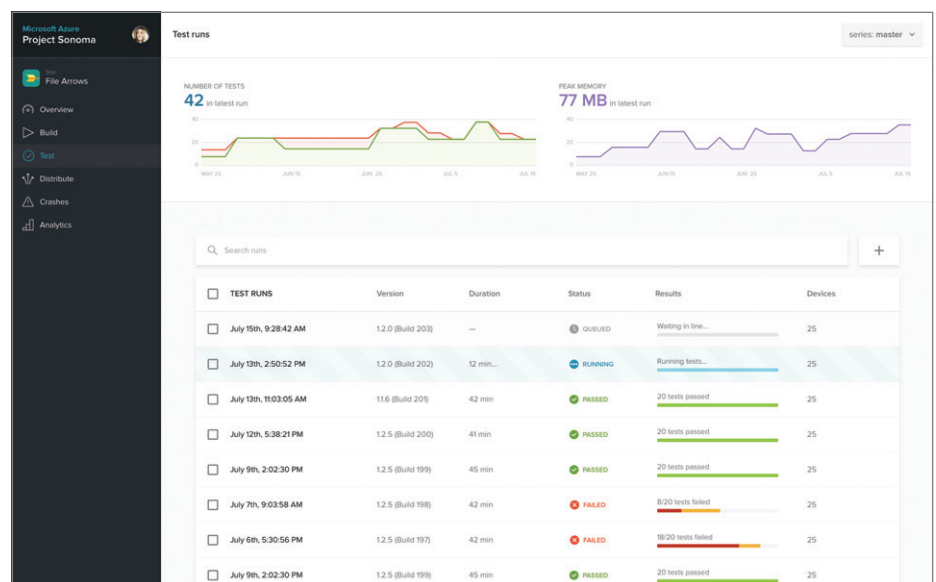 Microsoft Azure
Project Sonoma
Test runs
series: master
File Arrows
Overview
Build
Test
Distribute
Crashes
Analytics
NUMBER OF TESTS
42 in latest run
40
20
0
MAY 25 JUN 15 JUN 25 JUL 5 JUL 15
PEAK MEMORY
77 MB in latest run
40
20
0
MAY 25 JUN 15 JUN 25 JUL 5 JUL 15
Search runs
+
TEST RUNS Version Duration Status Results Devices
July 15th, 9:28:42 AM 1.2.0 (Build 203) — QUEUED Waiting in line... 25
July 13th, 2:50:52 PM 1.2.0 (Build 202) 12 min... RUNNING Running tests... 25
July 13th, 11:03:05 AM 1.1.6 (Build 201) 42 min PASSED 20 tests passed 25
July 12th, 5:38:21 PM 1.2.5 (Build 200) 41 min PASSED 20 tests passed 25
July 9th, 2:02:30 PM 1.2.5 (Build 199) 45 min PASSED 20 tests passed 25
July 7th, 9:03:58 AM 1.2.5 (Build 198) 42 min FAILED 8/20 tests failed 25
July 6th, 5:30:56 PM 1.2.5 (Build 197) 42 min FAILED 18/20 tests failed 25
July 9th, 2:02:30 PM 1.2.5 (Build 199) 45 min PASSED 20 tests passed 25